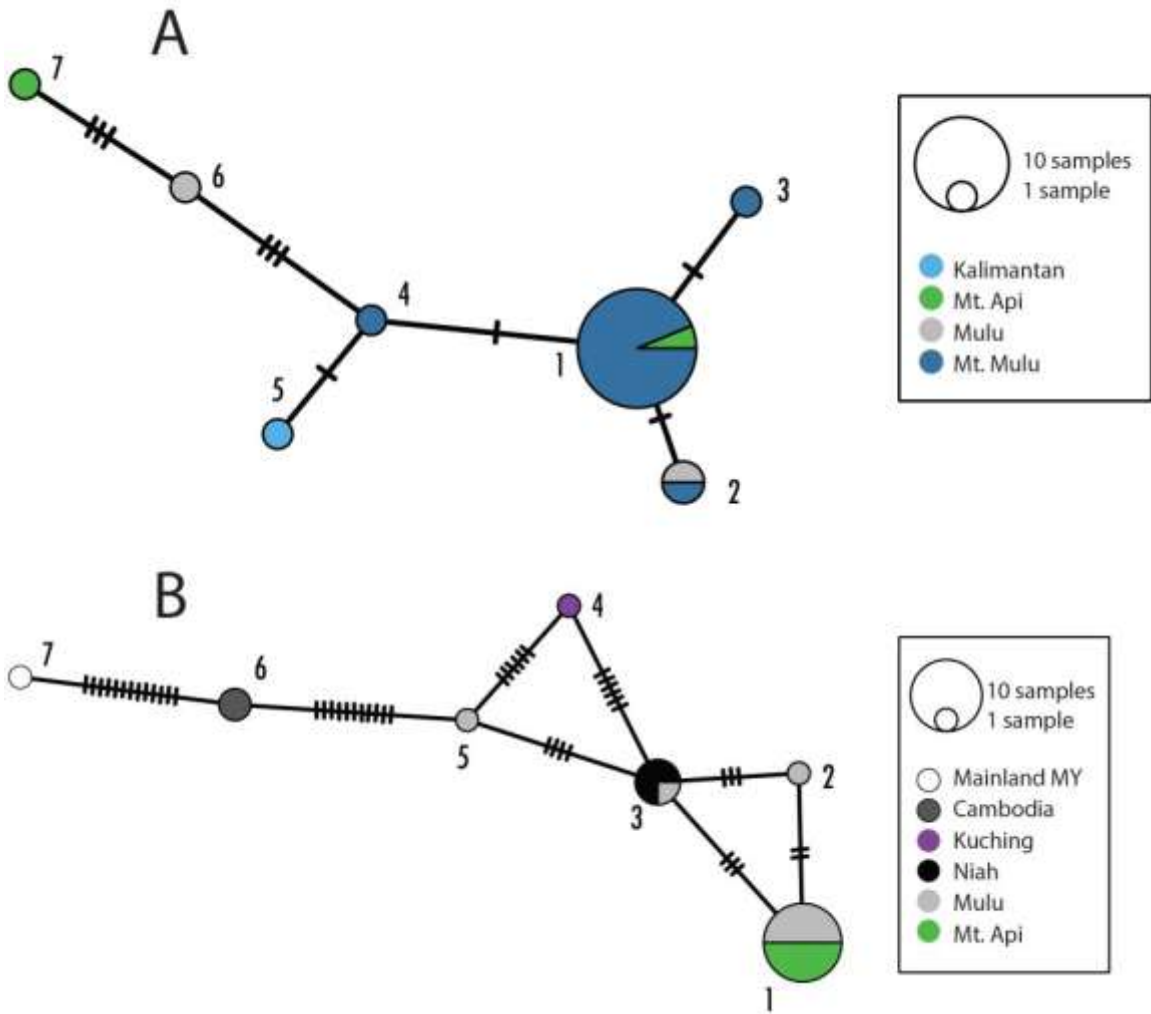 A
7
6
3
4
1
5
2
10 samples
1 sample
Kalimantan
Mt. Api
Mulu
Mt. Mulu
B
4
7
6
5
2
3
1
10 samples
1 sample
Mainland MY
Cambodia
Kuching
Niah
Mulu
Mt. Api